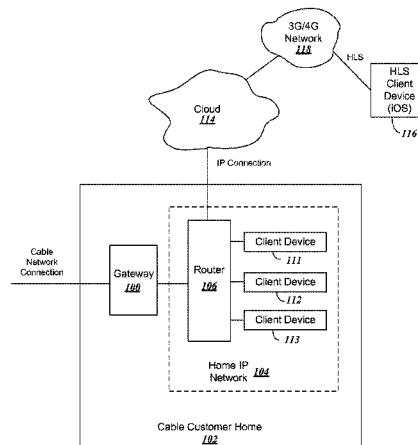 3G/4G
Network
118
HLS
HLS
Client
Device
(iOS)
116
Cloud
114
IP Connection
Cable
Network
Connection
Gateway
100
Router
106
Client Device
111
Client Device
112
Client Device
113
Home IP
Network
104
Cable Customer Home
102